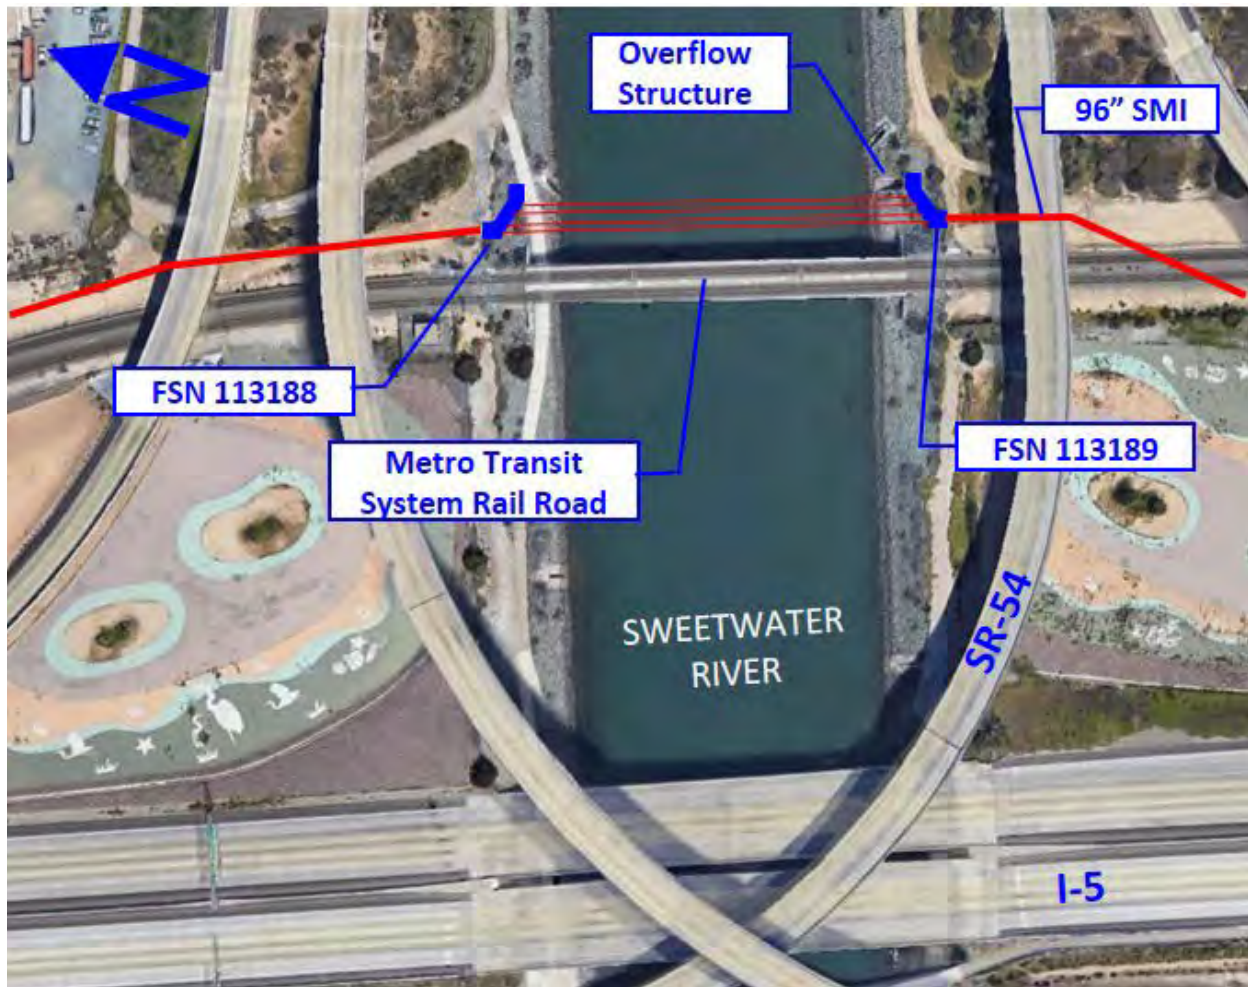 N
Overflow
Structure
96” SMI
FSN 113188
Metro Transit
System Rail Road
FSN 113189
SWEETWATER
RIVER
SR-54
I-5